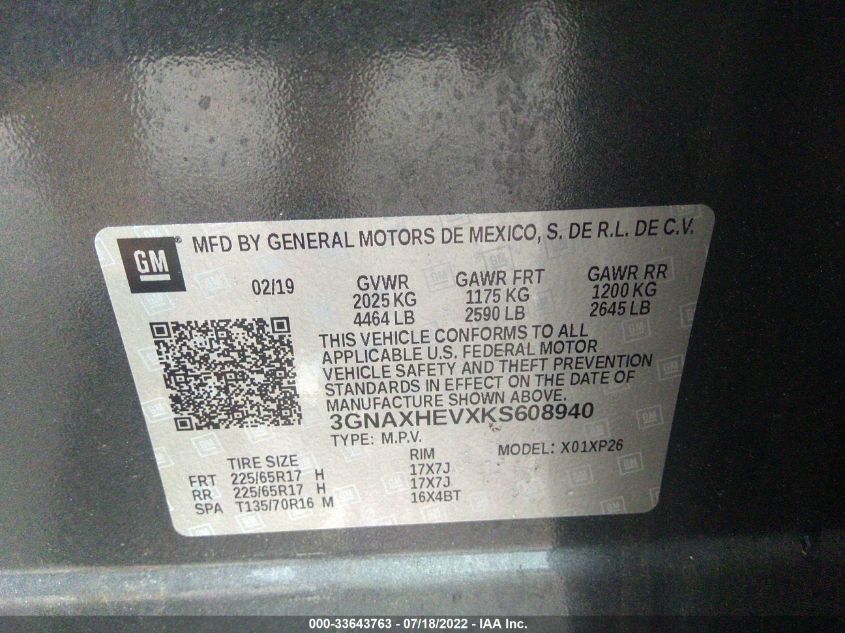 GM® MFD BY GENERAL MOTORS DE MEXICO, S. DE R.L. DE C.V.
02/19 GVWR GAWR FRT GAWR RR
2025 KG 1175 KG 1200 KG
4464 LB 2590 LB 2645 LB
THIS VEHICLE CONFORMS TO ALL
APPLICABLE U.S. FEDERAL MOTOR
VEHICLE SAFETY AND THEFT PREVENTION
STANDARDS IN EFFECT ON THE DATE OF
MANUFACTURE SHOWN ABOVE.
3GNAXHEVXKS608940
TYPE: M.P.V. MODEL: X01XP26
TIRE SIZE RIM
FRT 225/65R17 H 17X7J
RR 225/65R17 H 17X7J
SPA T135/70R16 M 16X4BT
000-33643763 - 07/18/2022 - IAA Inc.